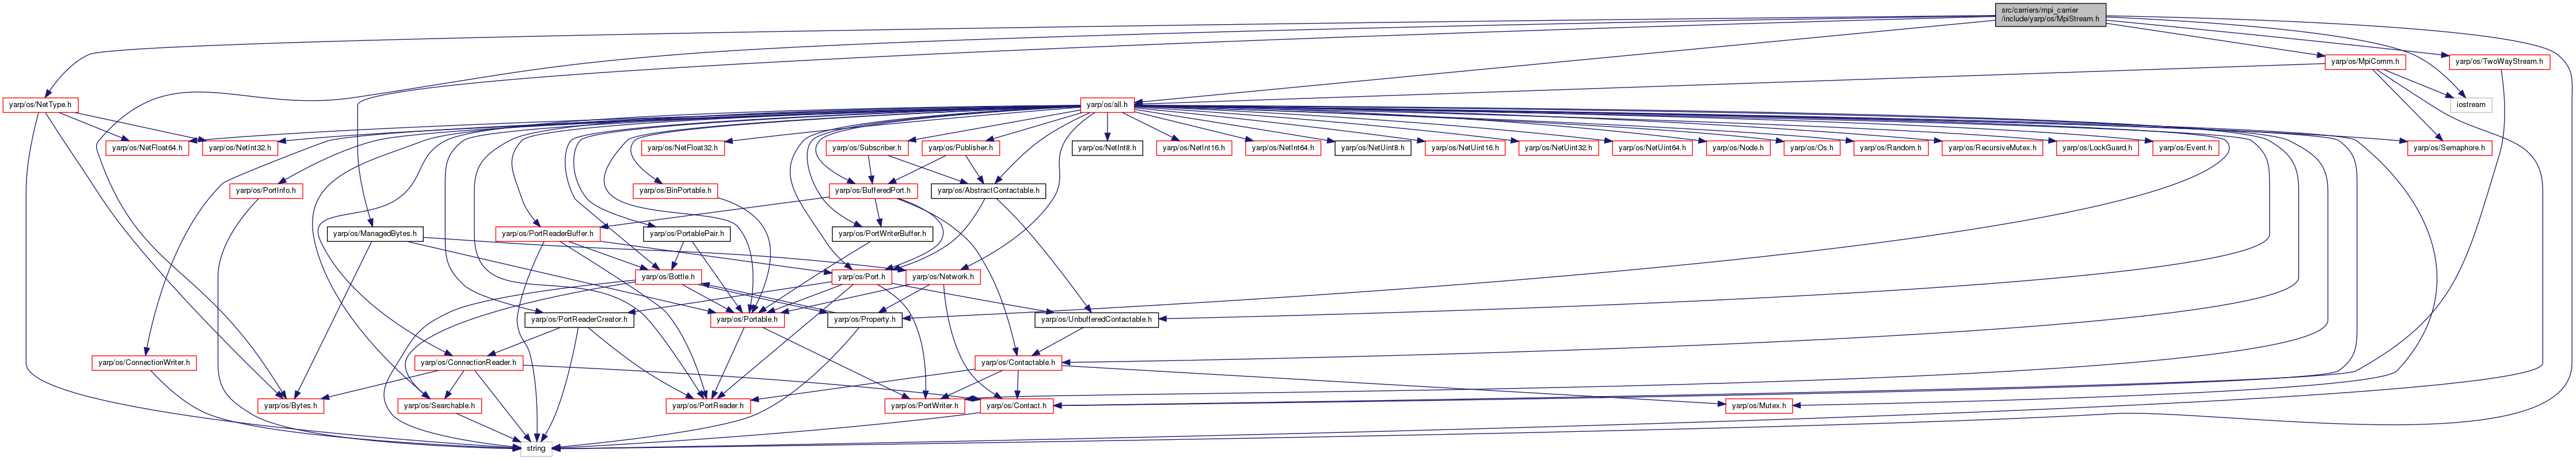 src/carriers/mpi_carrier
/include/yarp/os/MpiStream.h
yarp/os/MpiComm.h
yarp/os/TwoWayStream.h
yarp/os/NetType.h
yarp/os/all.h
iostream
yarp/os/NetFloat64.h
yarp/os/NetInt32.h
yarp/os/NetFloat32.h
yarp/os/Subscriber.h
yarp/os/Publisher.h
yarp/os/NetInt8.h
yarp/os/NetInt16.h
yarp/os/NetInt64.h
yarp/os/NetUint8.h
yarp/os/NetUint16.h
yarp/os/NetUint32.h
yarp/os/NetUint64.h
yarp/os/Node.h
yarp/os/Os.h
yarp/os/Random.h
yarp/os/RecursiveMutex.h
yarp/os/LockGuard.h
yarp/os/Event.h
yarp/os/Semaphore.h
yarp/os/PortInfo.h
yarp/os/BinPortable.h
yarp/os/BufferedPort.h
yarp/os/AbstractContactable.h
yarp/os/ManagedBytes.h
yarp/os/PortReaderBuffer.h
yarp/os/PortablePair.h
yarp/os/PortWriterBuffer.h
yarp/os/Bottle.h
yarp/os/Port.h
yarp/os/Network.h
yarp/os/PortReaderCreator.h
yarp/os/Portable.h
yarp/os/Property.h
yarp/os/UnbufferedContactable.h
yarp/os/ConnectionWriter.h
yarp/os/ConnectionReader.h
yarp/os/Contactable.h
yarp/os/Bytes.h
yarp/os/Searchable.h
yarp/os/PortReader.h
yarp/os/PortWriter.h
yarp/os/Contact.h
yarp/os/Mutex.h
string